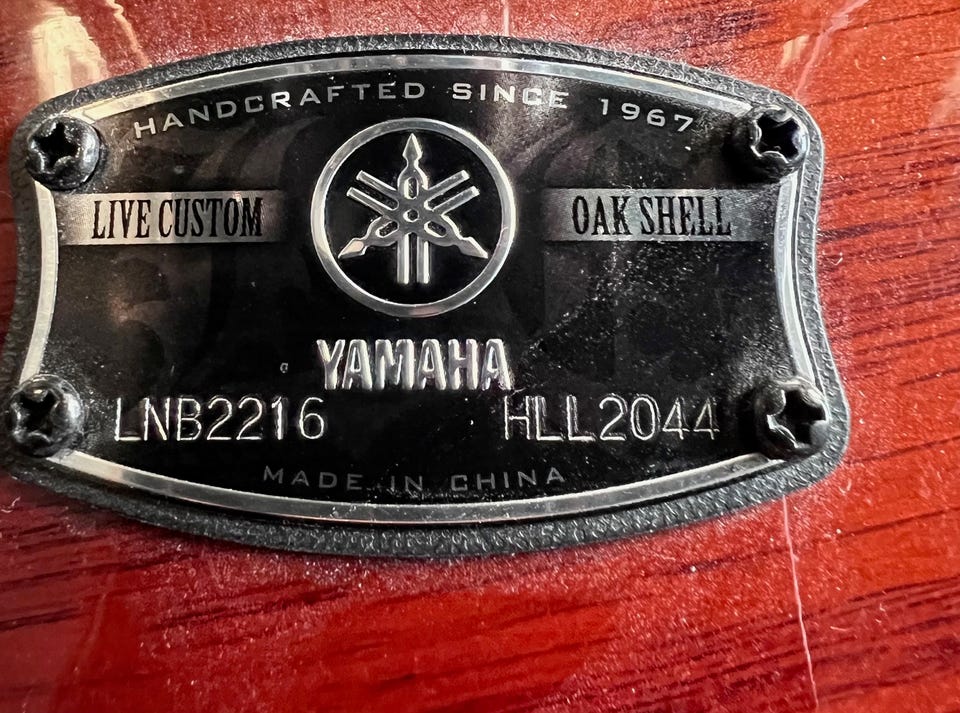 HANDCRAFTED SINCE 1967
LIVE CUSTOM OAK SHELL
YAMAHA
LNB2216 HLL2044
MADE IN CHINA